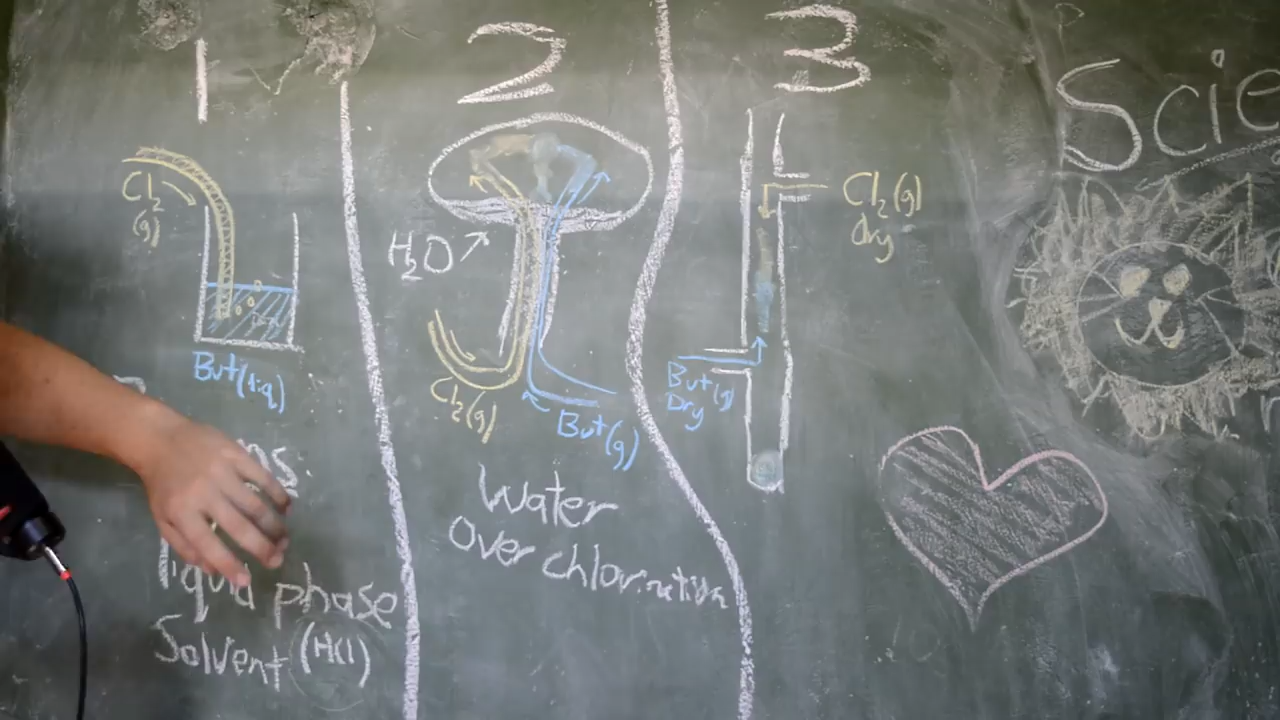 1
Cl₂
(g)
But(liq)
liquid phase
Solvent (HCl)
2
H₂O
Cl₂(g)
But(g)
Water
Over chlorination
3
Cl₂(g)
dry
But(g)
Dry
Scie